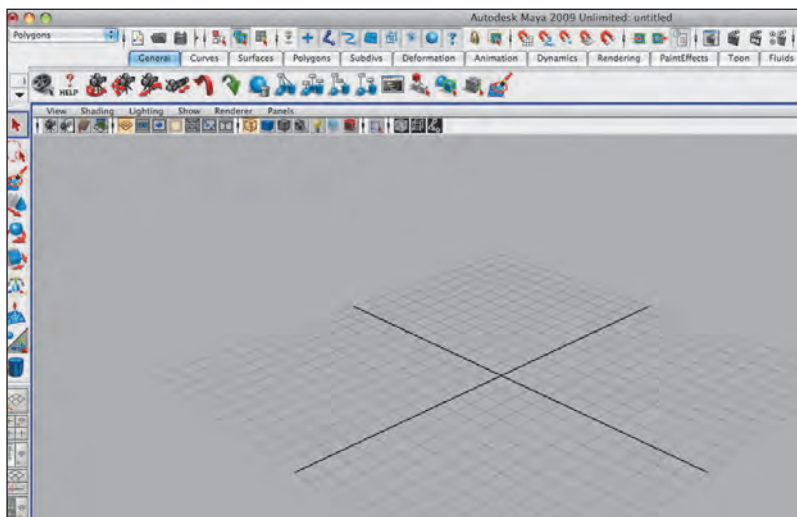 Autodesk Maya 2009 Unlimited: untitled
Polygons
General Curves Surfaces Polygons Subdivs Deformation Animation Dynamics Rendering PaintEffects Toon Fluids
HELP
View Shading Lighting Show Renderer Panels